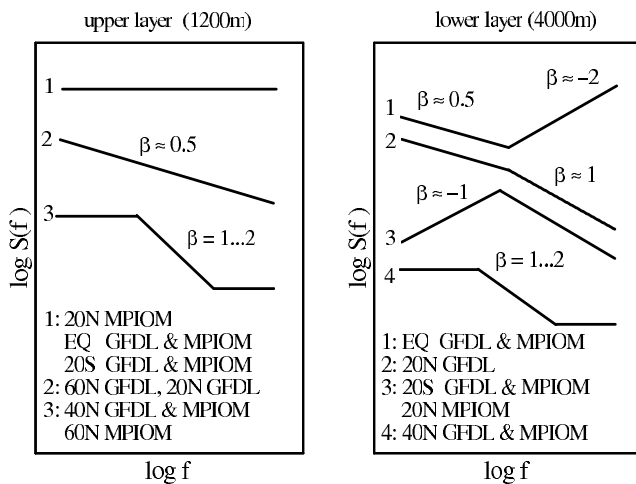 upper layer (1200m)
1
2
β ≈ 0.5
3
β = 1...2
log S(f)
1: 20N MPIOM
EQ GFDL & MPIOM
20S GFDL & MPIOM
2: 60N GFDL, 20N GFDL
3: 40N GFDL & MPIOM
60N MPIOM
log f
lower layer (4000m)
β ≈ −2
β ≈ 0.5
1
2
β ≈ 1
β ≈ −1
3
β = 1...2
4
log S(f)
1: EQ GFDL & MPIOM
2: 20N GFDL
3: 20S GFDL & MPIOM
20N MPIOM
4: 40N GFDL & MPIOM
log f